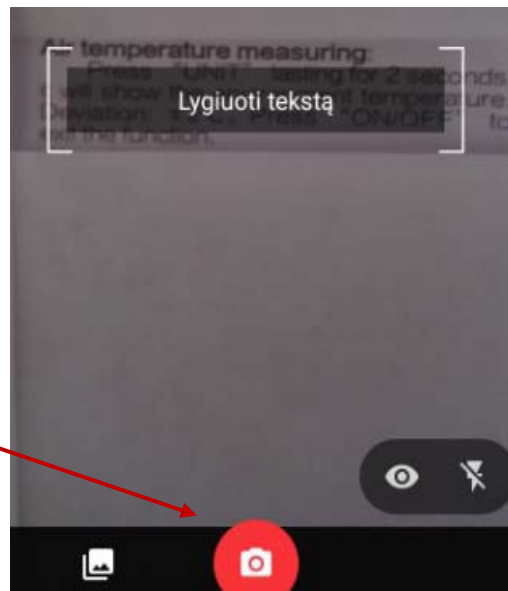 Air temperature measuring:
Press "UNIT" lasting for 2 seconds
it will show temperature
Lygiuoti tekstą
Deviation: Press "ON/OFF" to
exit the function.